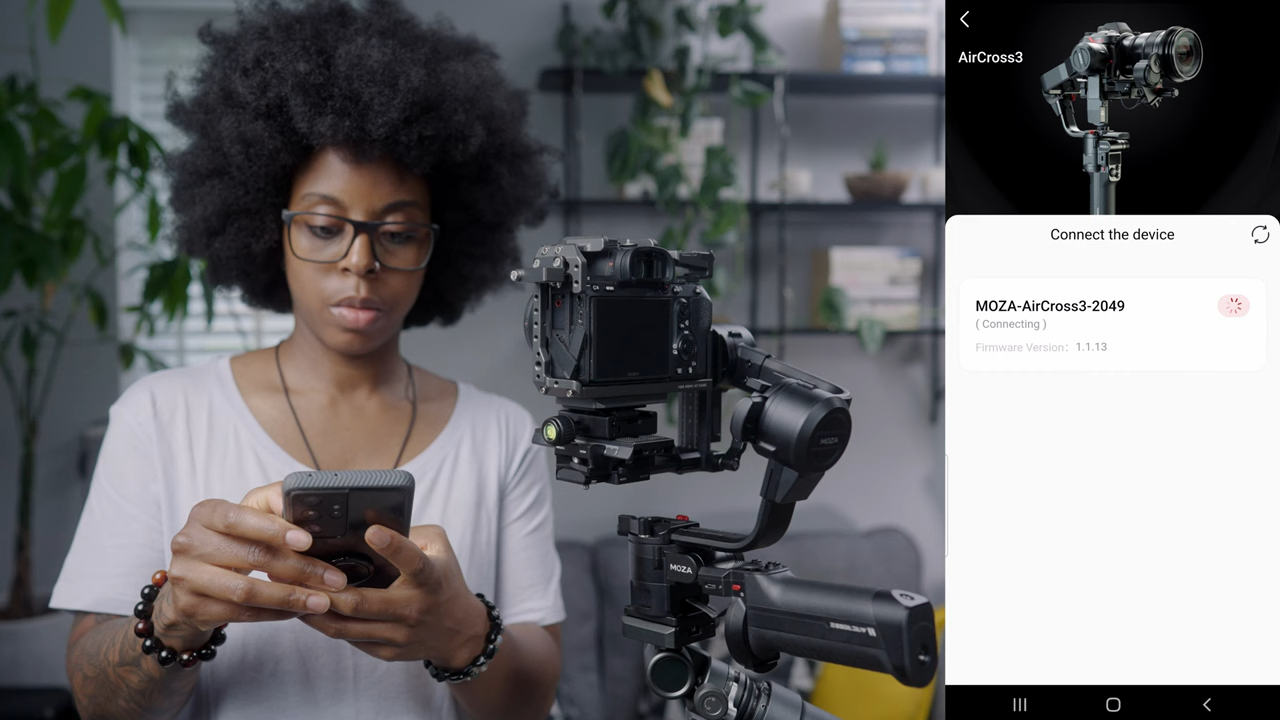 AirCross3
Connect the device
MOZA-AirCross3-2049
( Connecting )
Firmware Version: 1.1.13
MOZA
MOZA